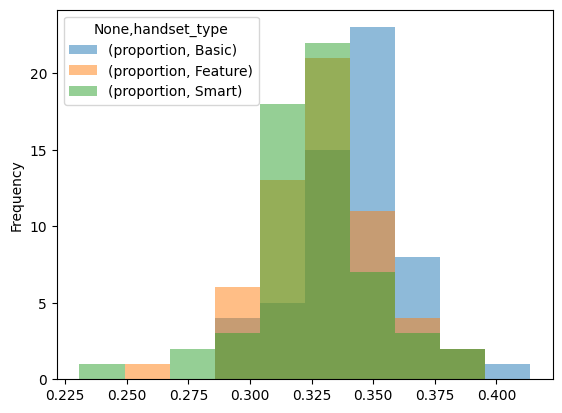 None,handset_type
(proportion, Basic)
(proportion, Feature)
(proportion, Smart)
Frequency
20
15
10
5
0
0.225 0.250 0.275 0.300 0.325 0.350 0.375 0.400